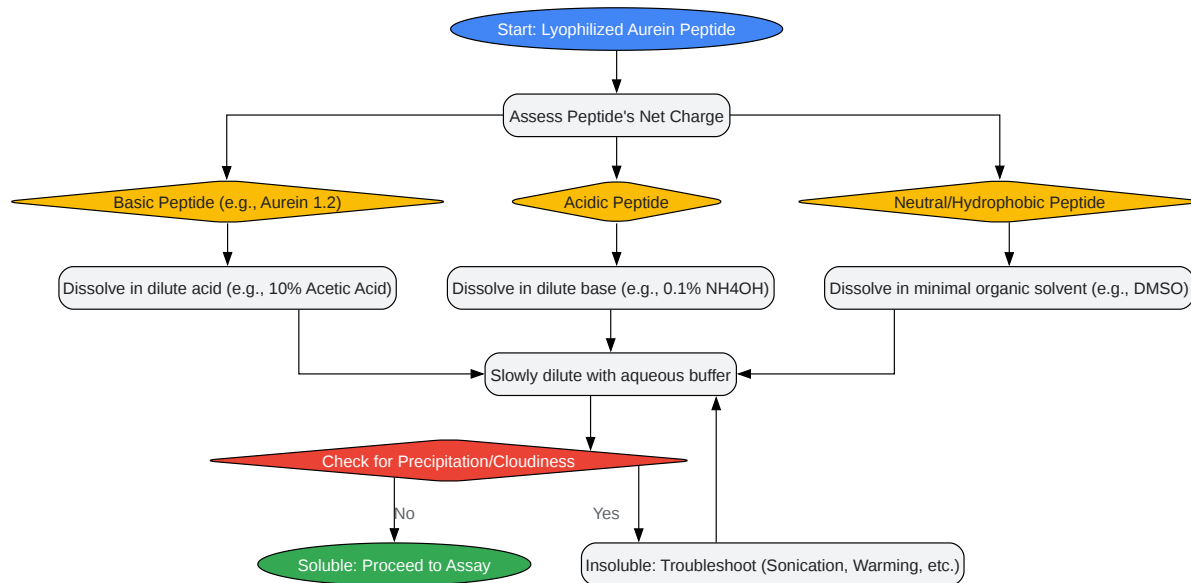 Start: Lyophilized Aurein Peptide
Assess Peptide's Net Charge
Basic Peptide (e.g., Aurein 1.2)
Acidic Peptide
Neutral/Hydrophobic Peptide
Dissolve in dilute acid (e.g., 10% Acetic Acid)
Dissolve in dilute base (e.g., 0.1% NH4OH)
Dissolve in minimal organic solvent (e.g., DMSO)
Slowly dilute with aqueous buffer
Check for Precipitation/Cloudiness
No
Yes
Soluble: Proceed to Assay
Insoluble: Troubleshoot (Sonication, Warming, etc.)